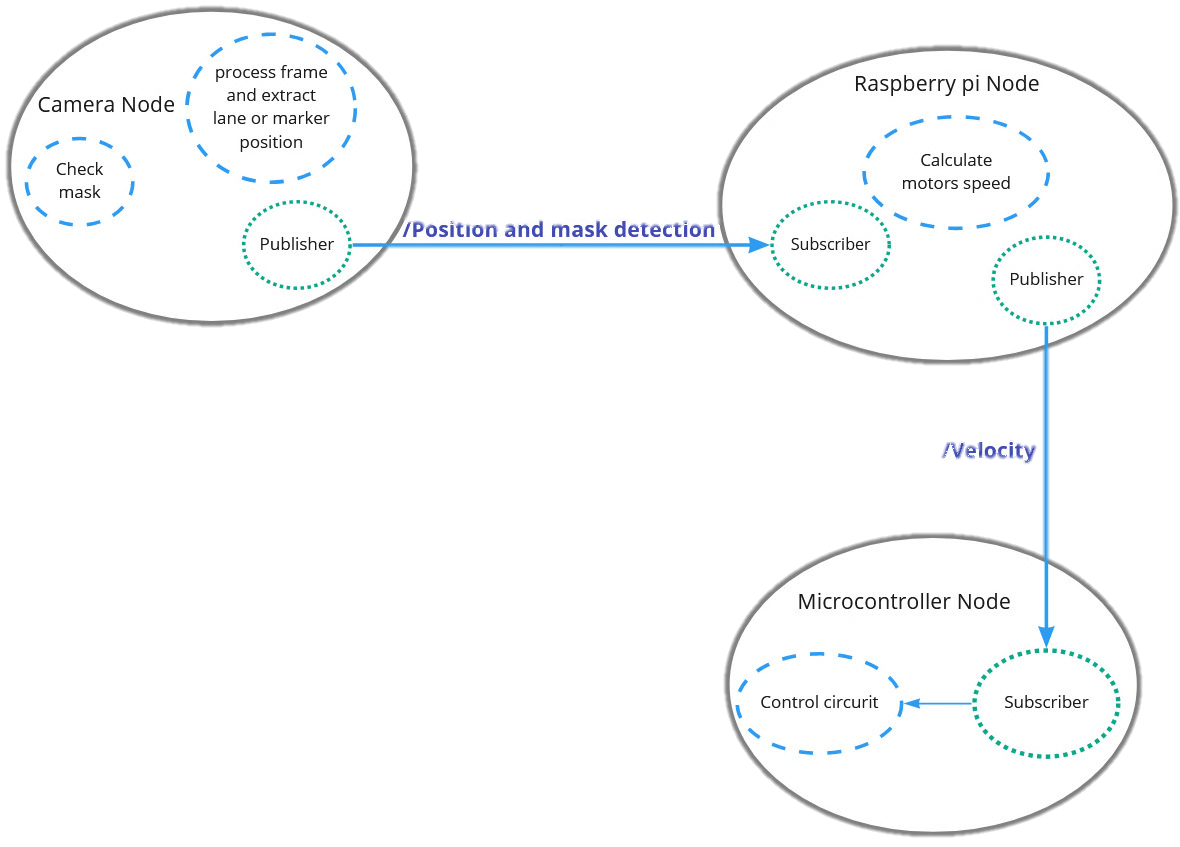 Camera Node
process frame
and extract
lane or marker
position
Check
mask
Publisher
/Position and mask detection
Raspberry pi Node
Calculate
motors speed
Subscriber
Publisher
/Velocity
Microcontroller Node
Control circurit
Subscriber